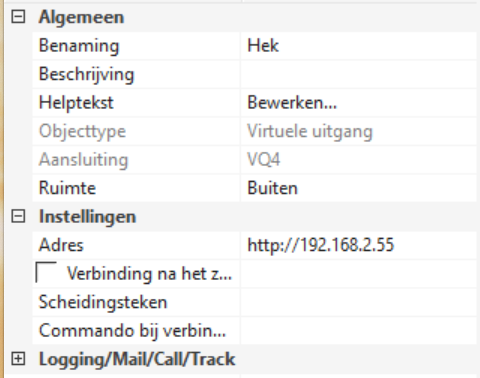 Algemeen
Benaming Hek
Beschrijving
Helptekst Bewerken...
Objecttype Virtuele uitgang
Aansluiting VQ4
Ruimte Buiten
Instellingen
Adres http://192.168.2.55
Verbinding na het z...
Scheidingsteken
Commando bij verbin...
Logging/Mail/Call/Track